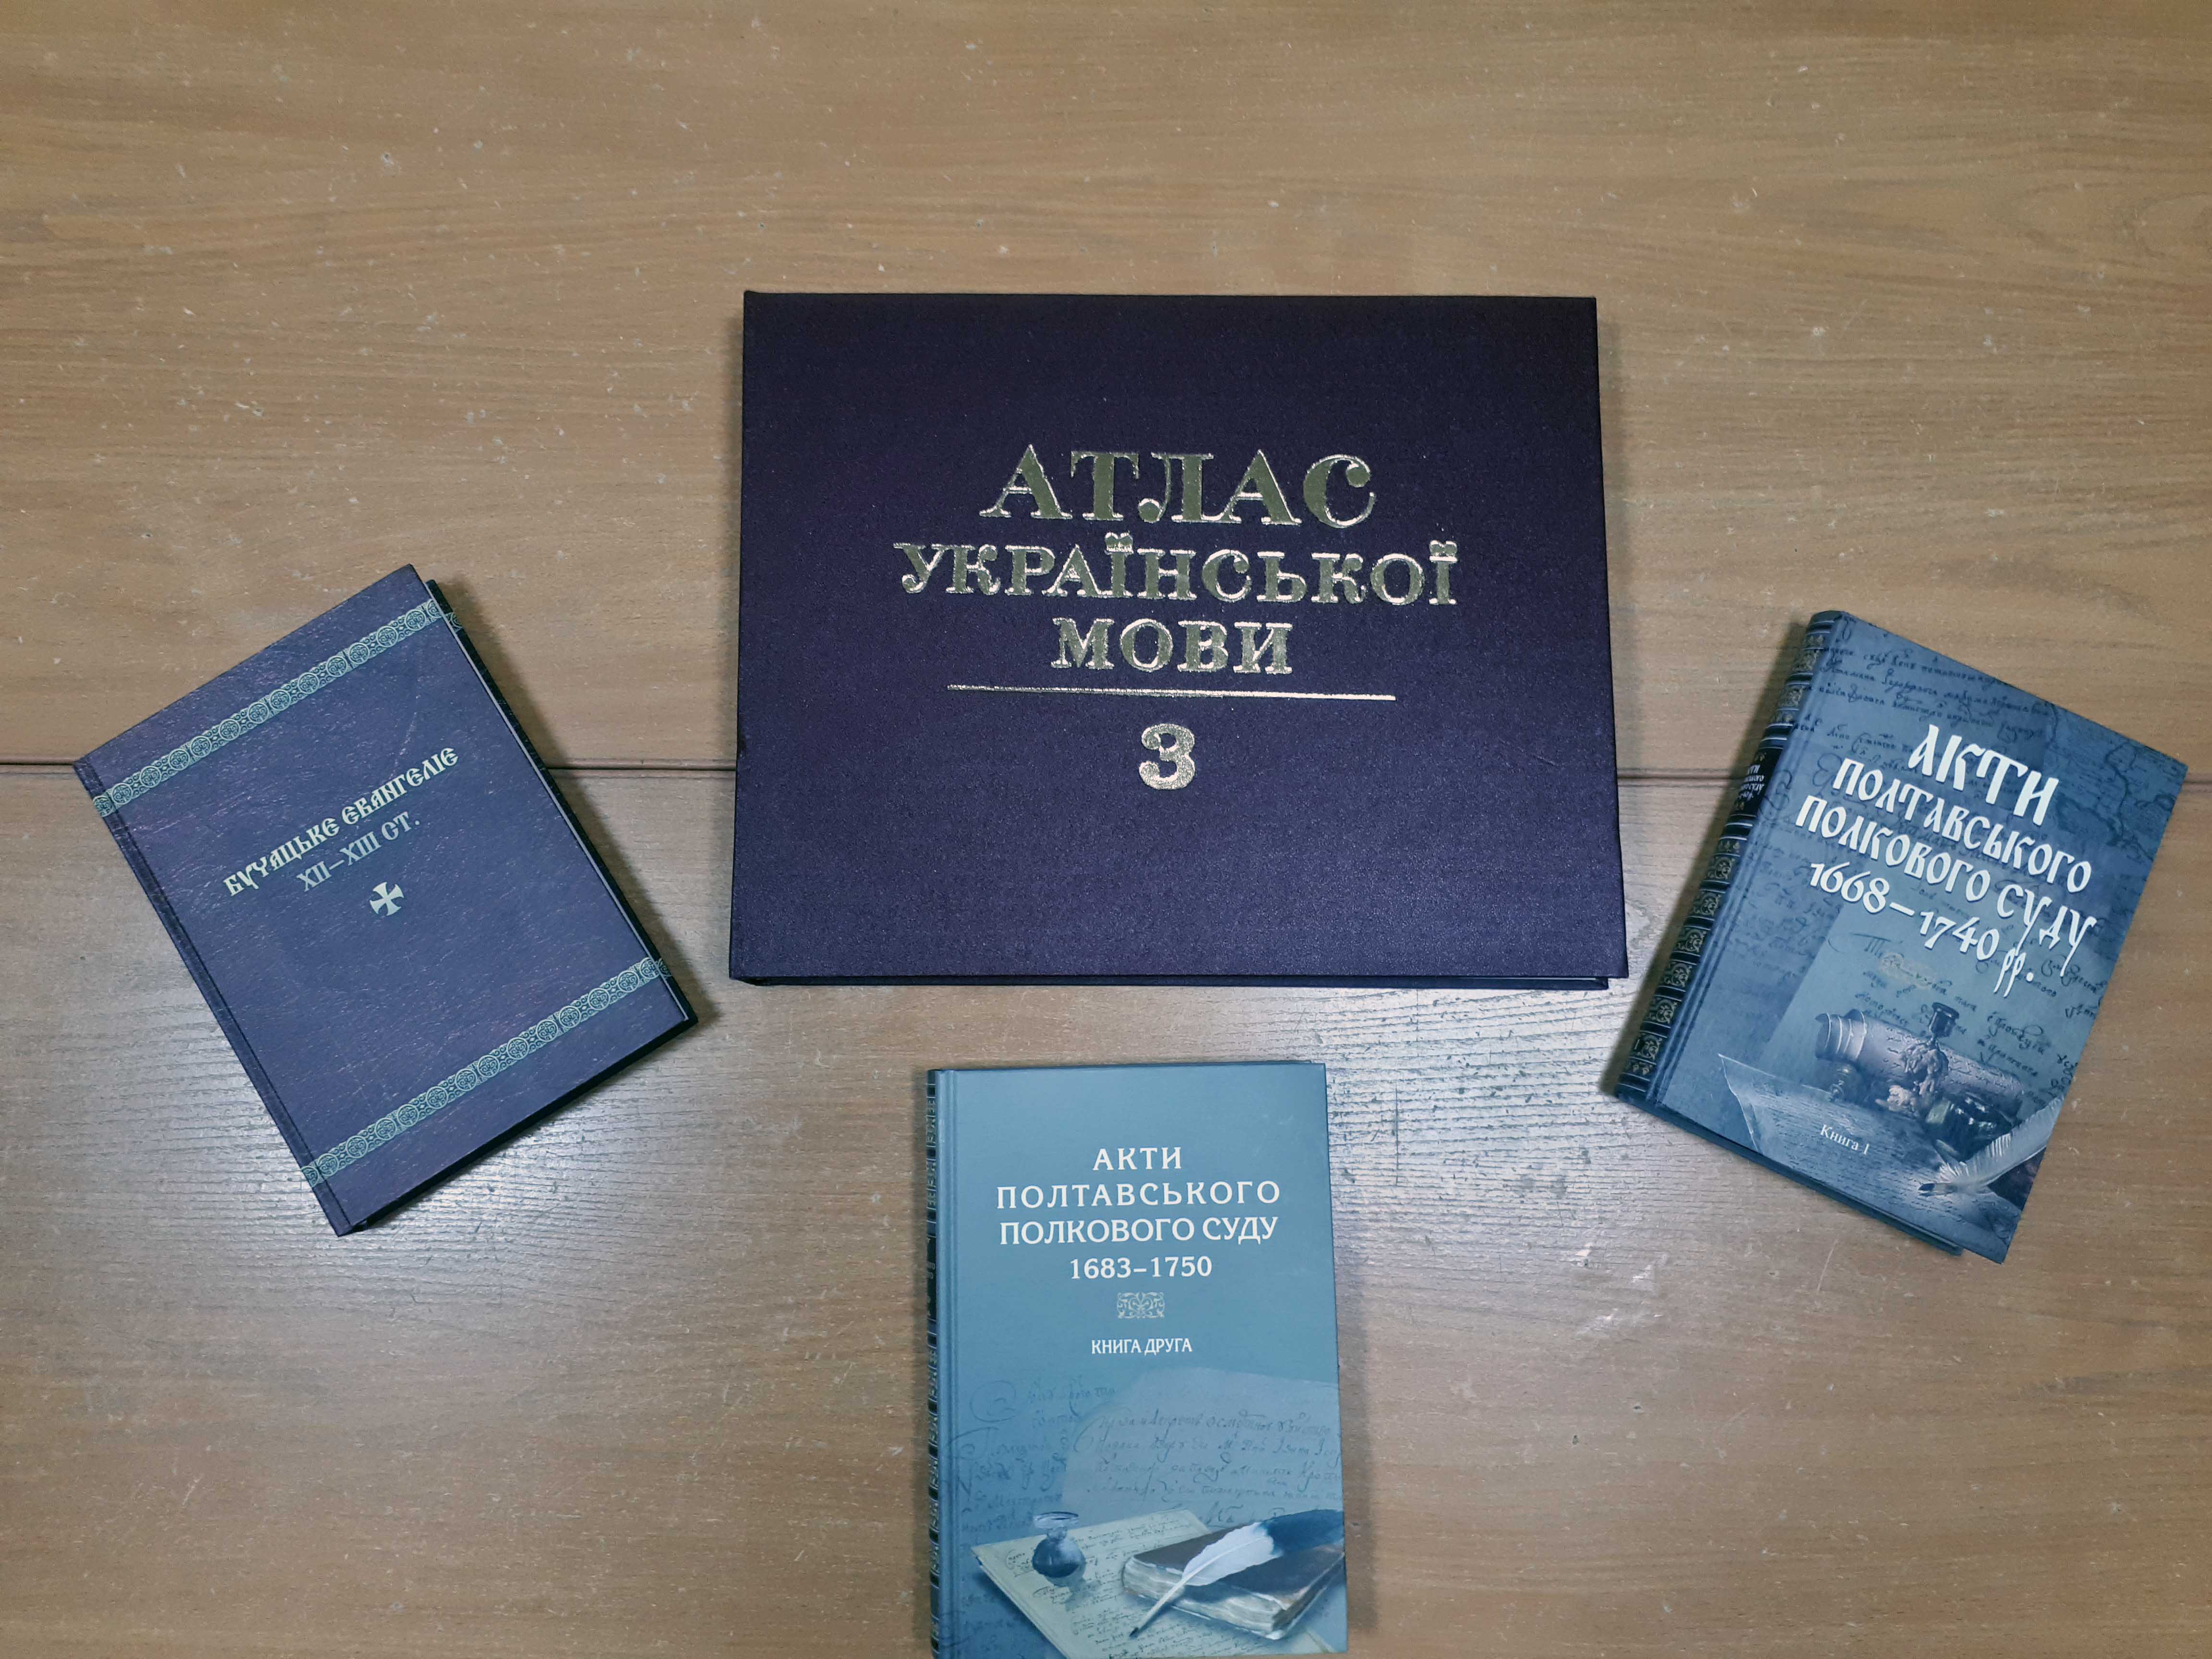 АТЛАС
УКРАЇНСЬКОЇ
МОВИ
3
БУЧАЦЬКЕ ЄВАНГЕЛІЄ
XII–XIII СТ.
АКТИ
ПОЛТАВСЬКОГО
ПОЛКОВОГО СУДУ
1668–1740 рр.
Книга I
АКТИ
ПОЛТАВСЬКОГО
ПОЛКОВОГО СУДУ
1683–1750
КНИГА ДРУГА